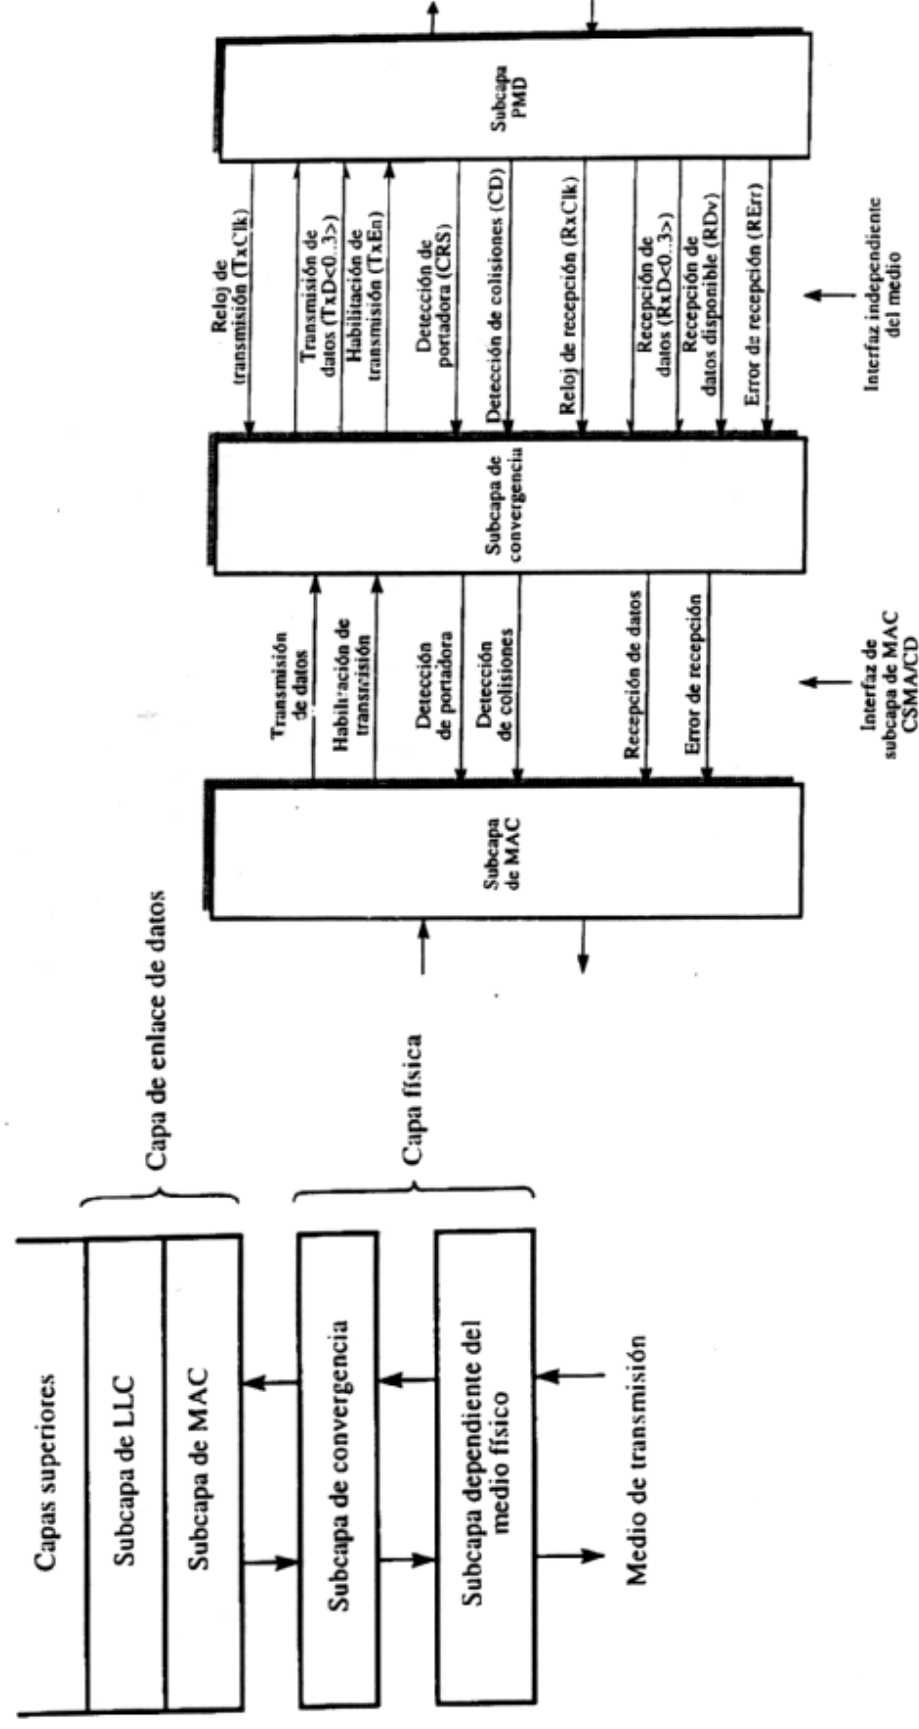 Capas superiores
Subcapa de LLC
Subcapa de MAC
Capa de enlace de datos
Subcapa de convergencia
Subcapa dependiente del
medio físico
Capa física
Medio de transmisión
Subcapa
de MAC
Transmisión
de datos
Habilitación de
transmisión
Detección
de portadora
Detección
de colisiones
Recepción de datos
Error de recepción
Interfaz de
subcapa de MAC
CSMA/CD
Subcapa de
convergencia
Reloj de
transmisión (TxClk)
Transmisión de
datos (TxD<0..3>)
Habilitación de
transmisión (TxEn)
Detección de
portadora (CRS)
Detección de colisiones (CD)
Reloj de recepción (RxClk)
Recepción de
datos (RxD<0..3>)
Recepción de
datos disponible (RDv)
Error de recepción (RErr)
Interfaz independiente
del medio
Subcapa
PMD